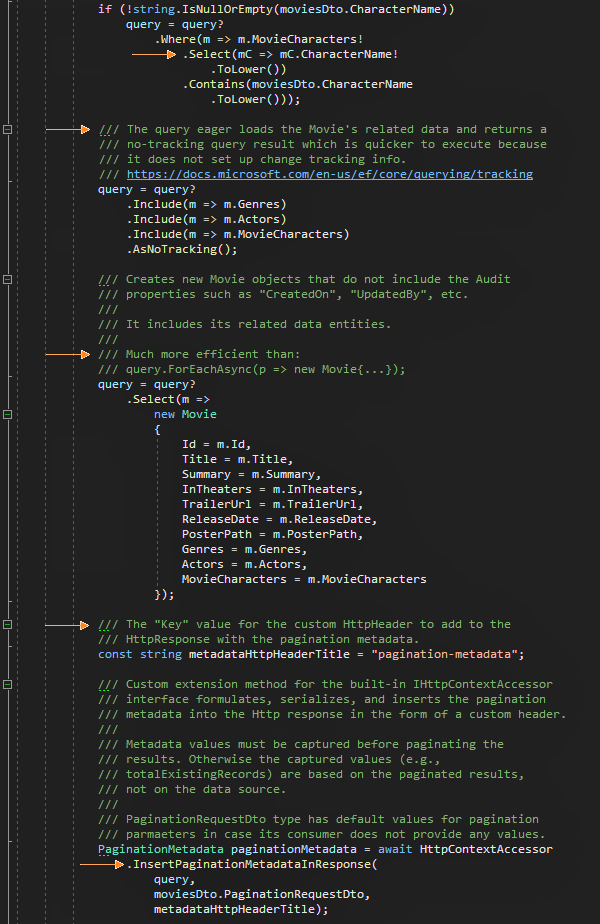 if (!string.IsNullOrEmpty(moviesDto.CharacterName))
query = query?
.Where(m => m.MovieCharacters!
.Select(mC => mC.CharacterName!
.ToLower())
.Contains(moviesDto.CharacterName
.ToLower()));
/// The query eager loads the Movie's related data and returns a
/// no-tracking query result which is quicker to execute because
/// it does not set up change tracking info.
/// https://docs.microsoft.com/en-us/ef/core/querying/tracking
query = query?
.Include(m => m.Genres)
.Include(m => m.Actors)
.Include(m => m.MovieCharacters)
.AsNoTracking();
/// Creates new Movie objects that do not include the Audit
/// properties such as "CreatedOn", "UpdatedBy", etc.
///
/// It includes its related data entities.
///
/// Much more efficient than:
/// query.ForEachAsync(p => new Movie{...});
query = query?
.Select(m =>
new Movie
{
Id = m.Id,
Title = m.Title,
Summary = m.Summary,
InTheaters = m.InTheaters,
TrailerUrl = m.TrailerUrl,
ReleaseDate = m.ReleaseDate,
PosterPath = m.PosterPath,
Genres = m.Genres,
Actors = m.Actors,
MovieCharacters = m.MovieCharacters
});
/// The "Key" value for the custom HttpHeader to add to the
/// HttpResponse with the pagination metadata.
const string metadataHttpHeaderTitle = "pagination-metadata";
/// Custom extension method for the built-in IHttpContextAccessor
/// interface formulates, serializes, and inserts the pagination
/// metadata into the Http response in the form of a custom header.
///
/// Metadata values must be captured before paginating the
/// results. Otherwise the captured values (e.g.,
/// totalExistingRecords) are based on the paginated results,
/// not on the data source.
///
/// PaginationRequestDto type has default values for pagination
/// parmaeters in case its consumer does not provide any values.
PaginationMetadata paginationMetadata = await HttpContextAccessor
.InsertPaginationMetadataInResponse(
query,
moviesDto.PaginationRequestDto,
metadataHttpHeaderTitle);